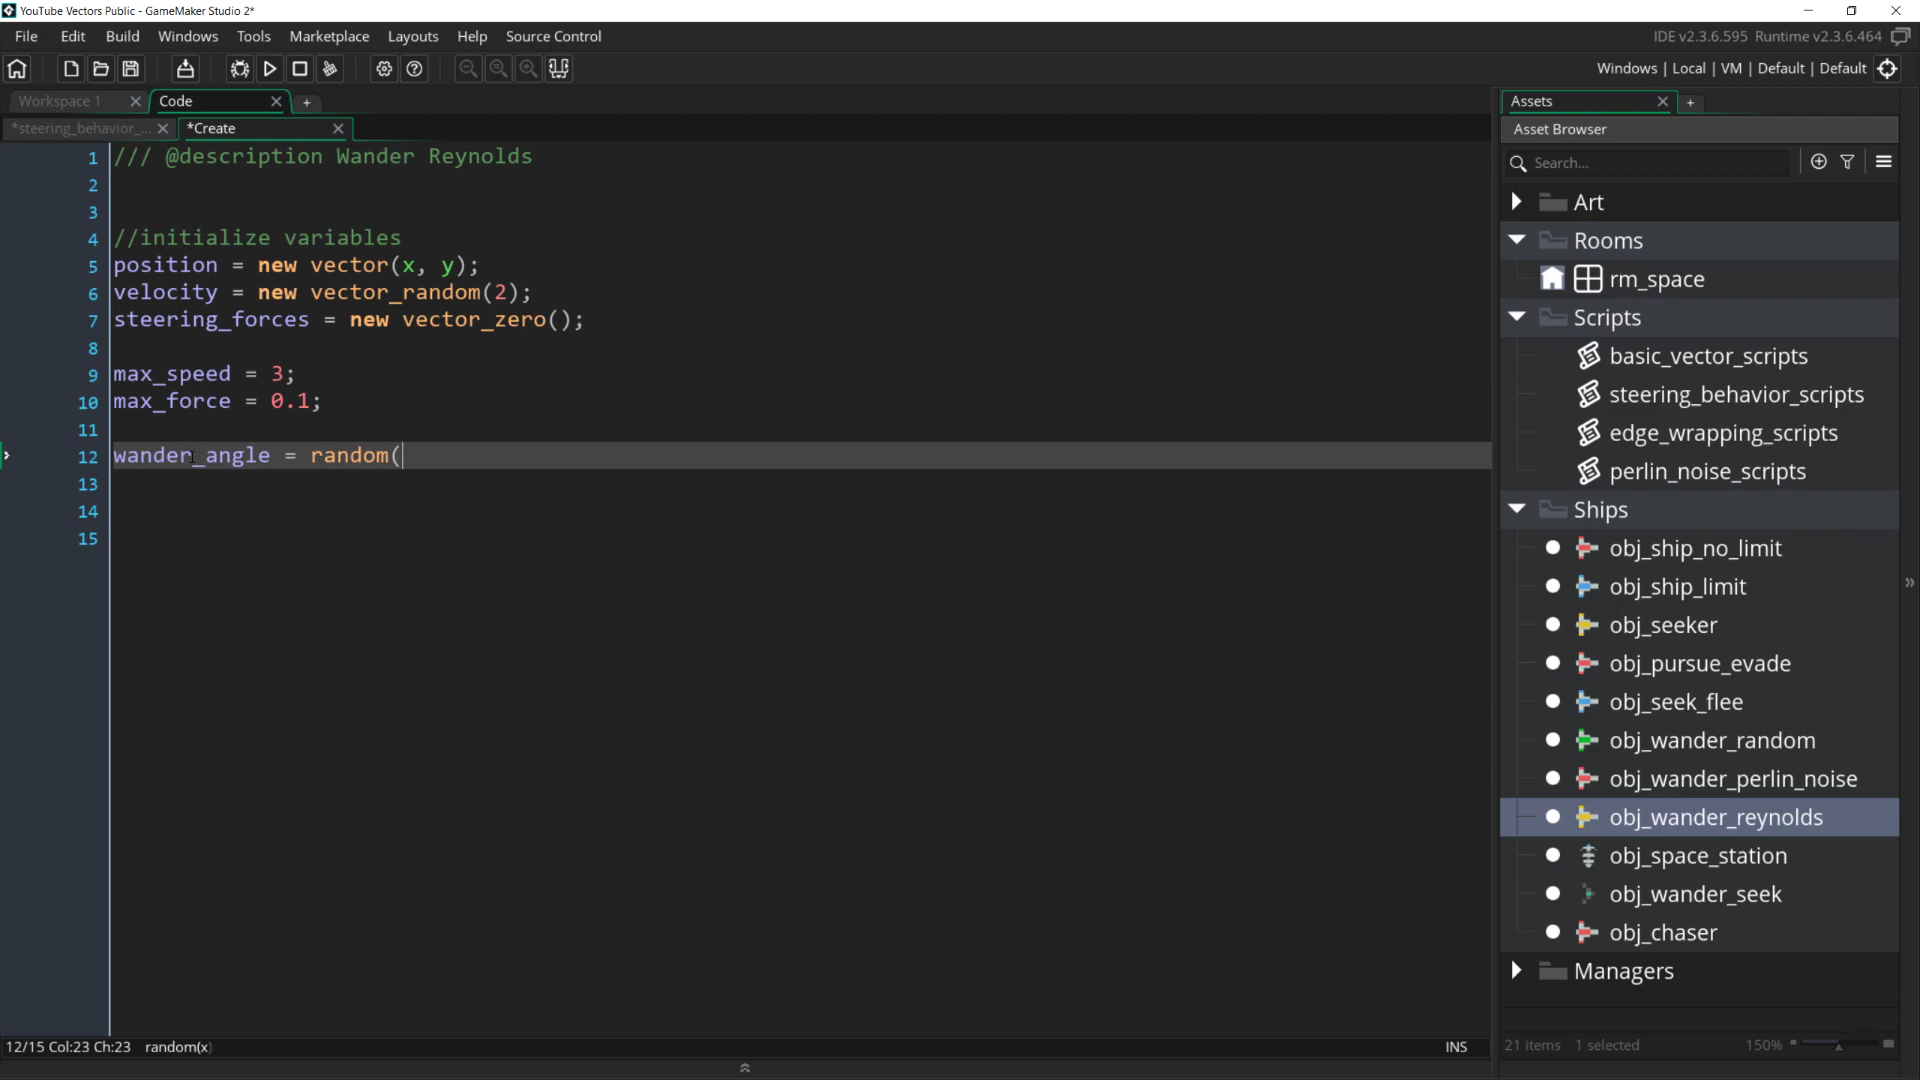 YouTube Vectors Public - GameMaker Studio 2*
File Edit Build Windows Tools Marketplace Layouts Help Source Control
IDE v2.3.6.595 Runtime v2.3.6.464
Windows | Local | VM | Default | Default
Workspace 1
Code
Assets
*steering_behavior_...
*Create
Asset Browser
Search...
1 /// @description Wander Reynolds
2
3
4 //initialize variables
5 position = new vector(x, y);
6 velocity = new vector_random(2);
7 steering_forces = new vector_zero();
8
9 max_speed = 3;
10 max_force = 0.1;
11
12 wander_angle = random(
13
14
15
Art
Rooms
rm_space
Scripts
basic_vector_scripts
steering_behavior_scripts
edge_wrapping_scripts
perlin_noise_scripts
Ships
obj_ship_no_limit
obj_ship_limit
obj_seeker
obj_pursue_evade
obj_seek_flee
obj_wander_random
obj_wander_perlin_noise
obj_wander_reynolds
obj_space_station
obj_wander_seek
obj_chaser
Managers
12/15 Col:23 Ch:23 random(x)
INS
21 items 1 selected
150%